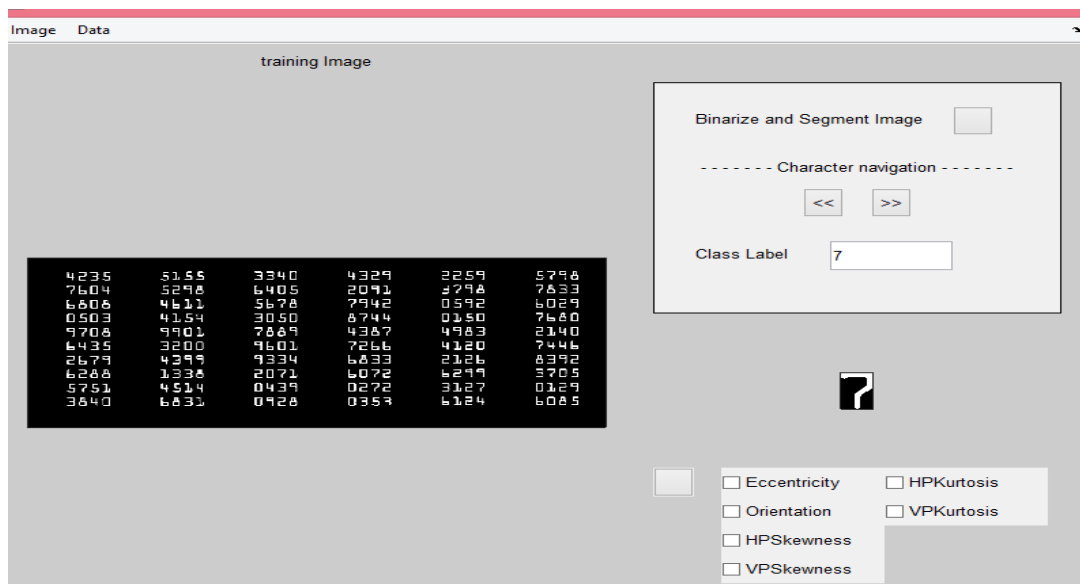 Image Data
training Image
Binarize and Segment Image
- - - - - - - Character navigation - - - - - - -
<< >>
Class Label 7
4235 5155 3340 4329 2259 5798
7604 5298 6405 2091 3798 7833
6808 4611 5678 7942 0592 6029
0503 4154 3050 8744 0150 7680
9708 9901 7889 4387 4983 2140
6435 3200 9601 7266 4120 7446
2679 4399 9334 6833 2126 8392
6288 1338 2071 6072 6299 3705
5751 4514 0439 0272 3127 0129
3840 6831 0928 0357 6124 6085
7
Eccentricity HPKurtosis
Orientation VPKurtosis
HPSkewness
VPSkewness